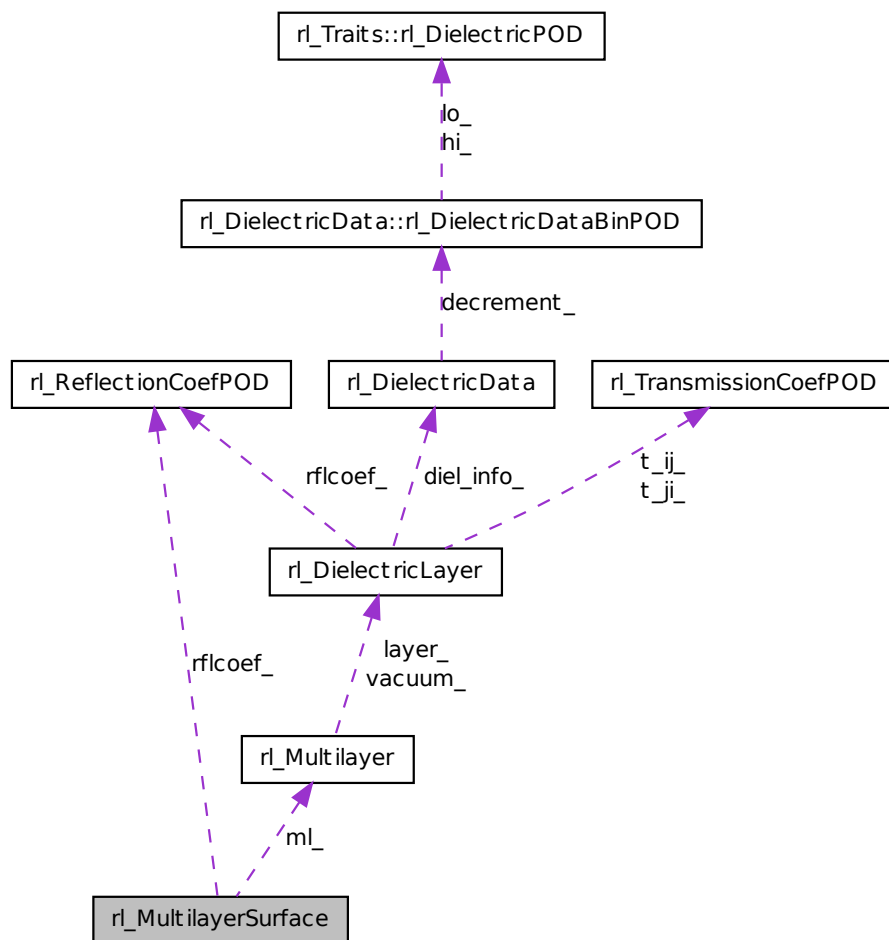 rl_Traits::rl_DielectricPOD
lo_
hi_
rl_DielectricData::rl_DielectricDataBinPOD
decrement_
rl_ReflectionCoefPOD
rl_DielectricData
rl_TransmissionCoefPOD
rflcoef_
diel_info_
t_ij_
t_ji_
rl_DielectricLayer
rflcoef_
layer_
vacuum_
rl_Multilayer
ml_
rl_MultilayerSurface